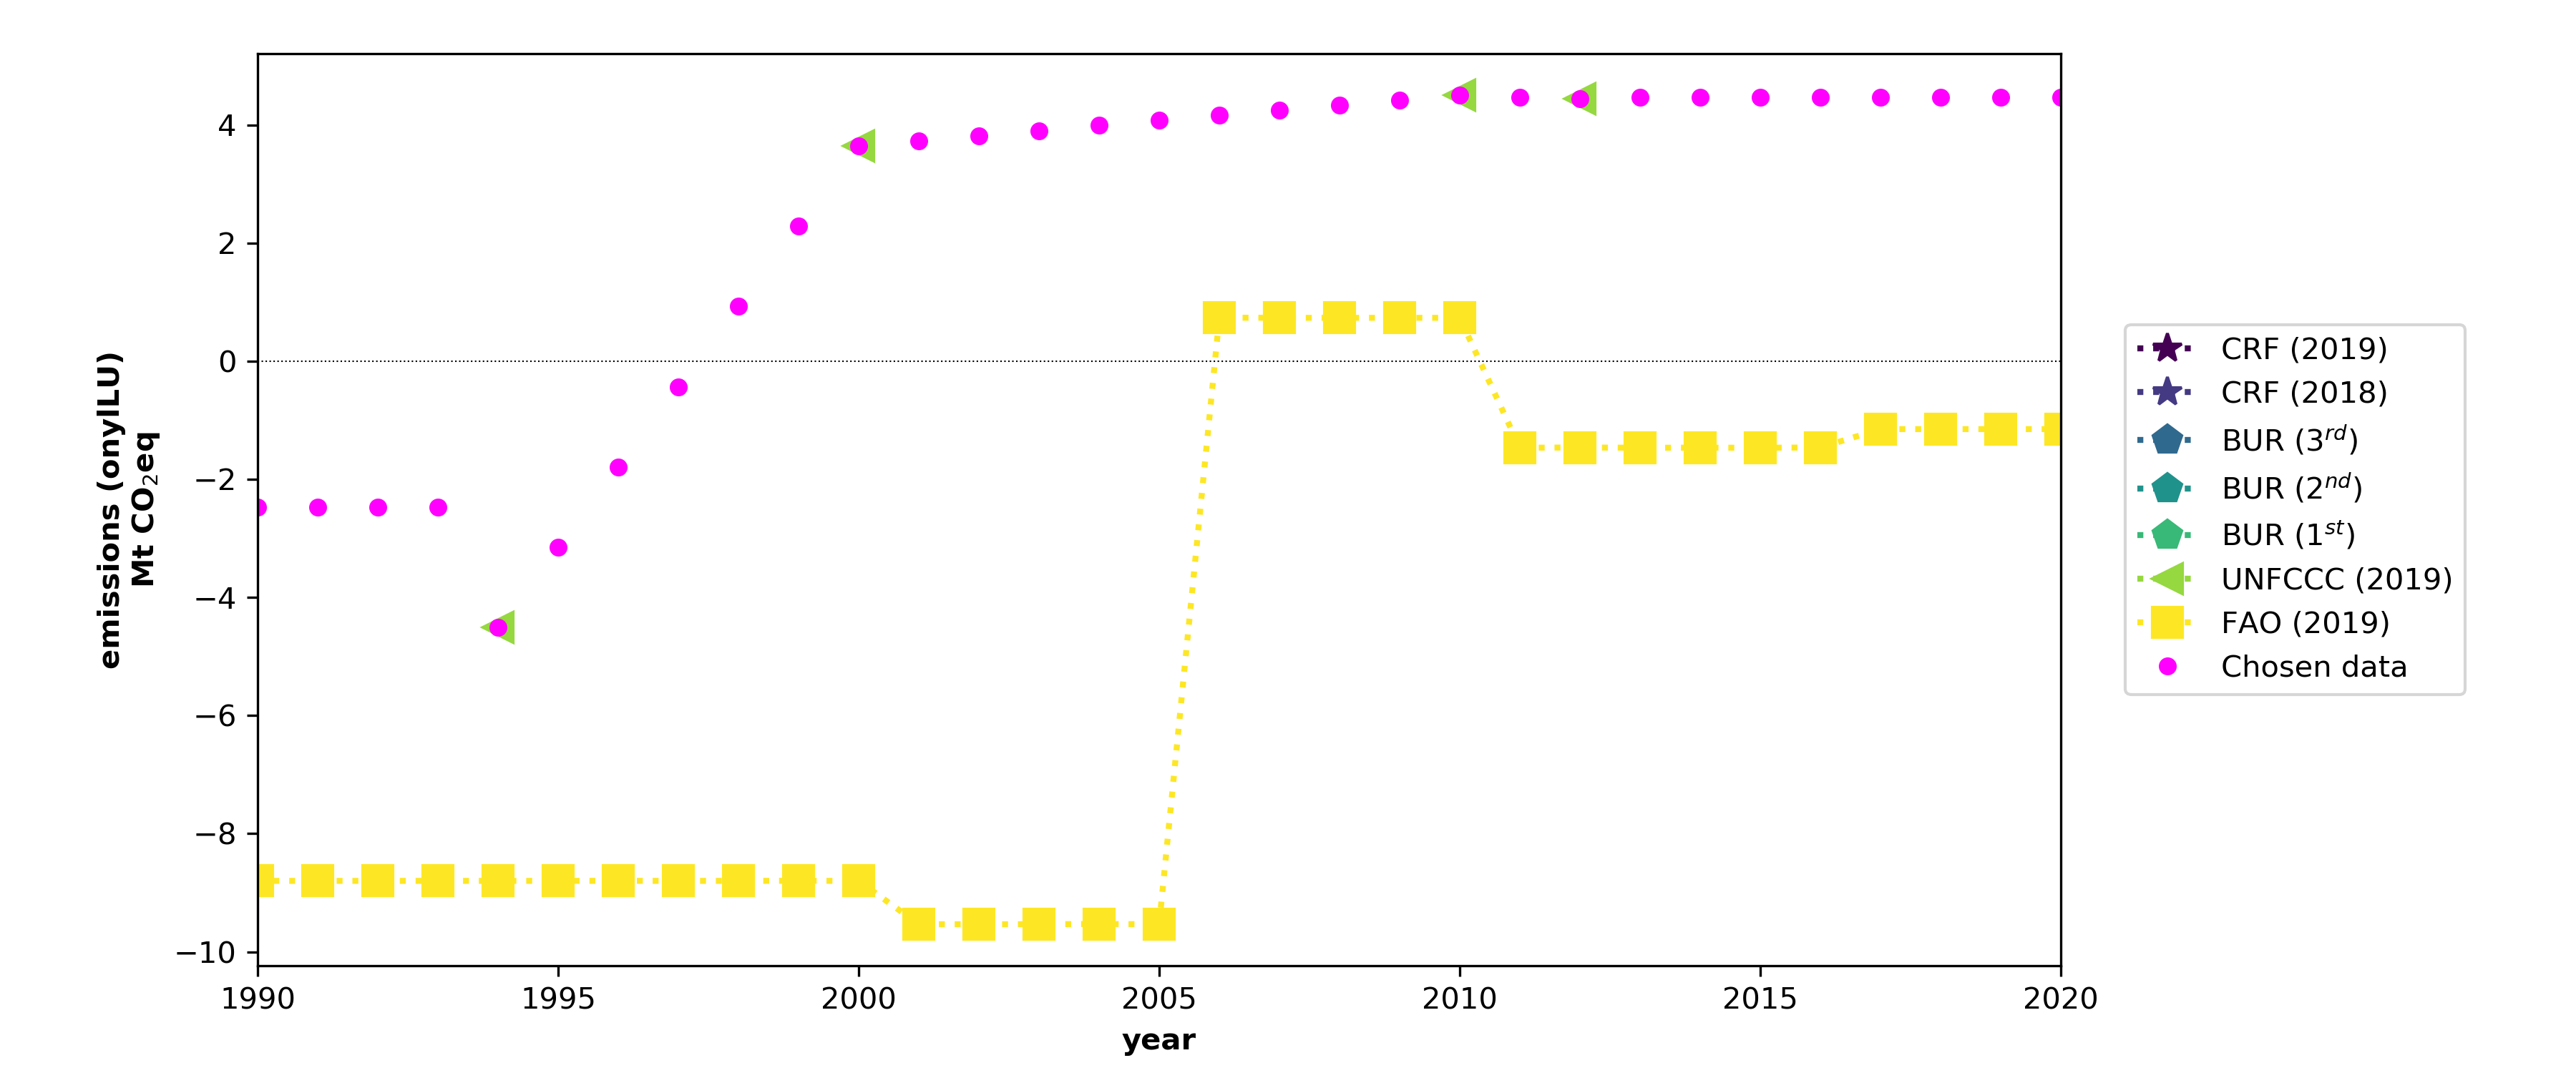 emissions (onylLU)
Mt CO₂eq
4
2
0
−2
−4
−6
−8
−10
1990 1995 2000 2005 2010 2015 2020
year
CRF (2019)
CRF (2018)
BUR (3ʳᵈ)
BUR (2ⁿᵈ)
BUR (1ˢᵗ)
UNFCCC (2019)
FAO (2019)
Chosen data